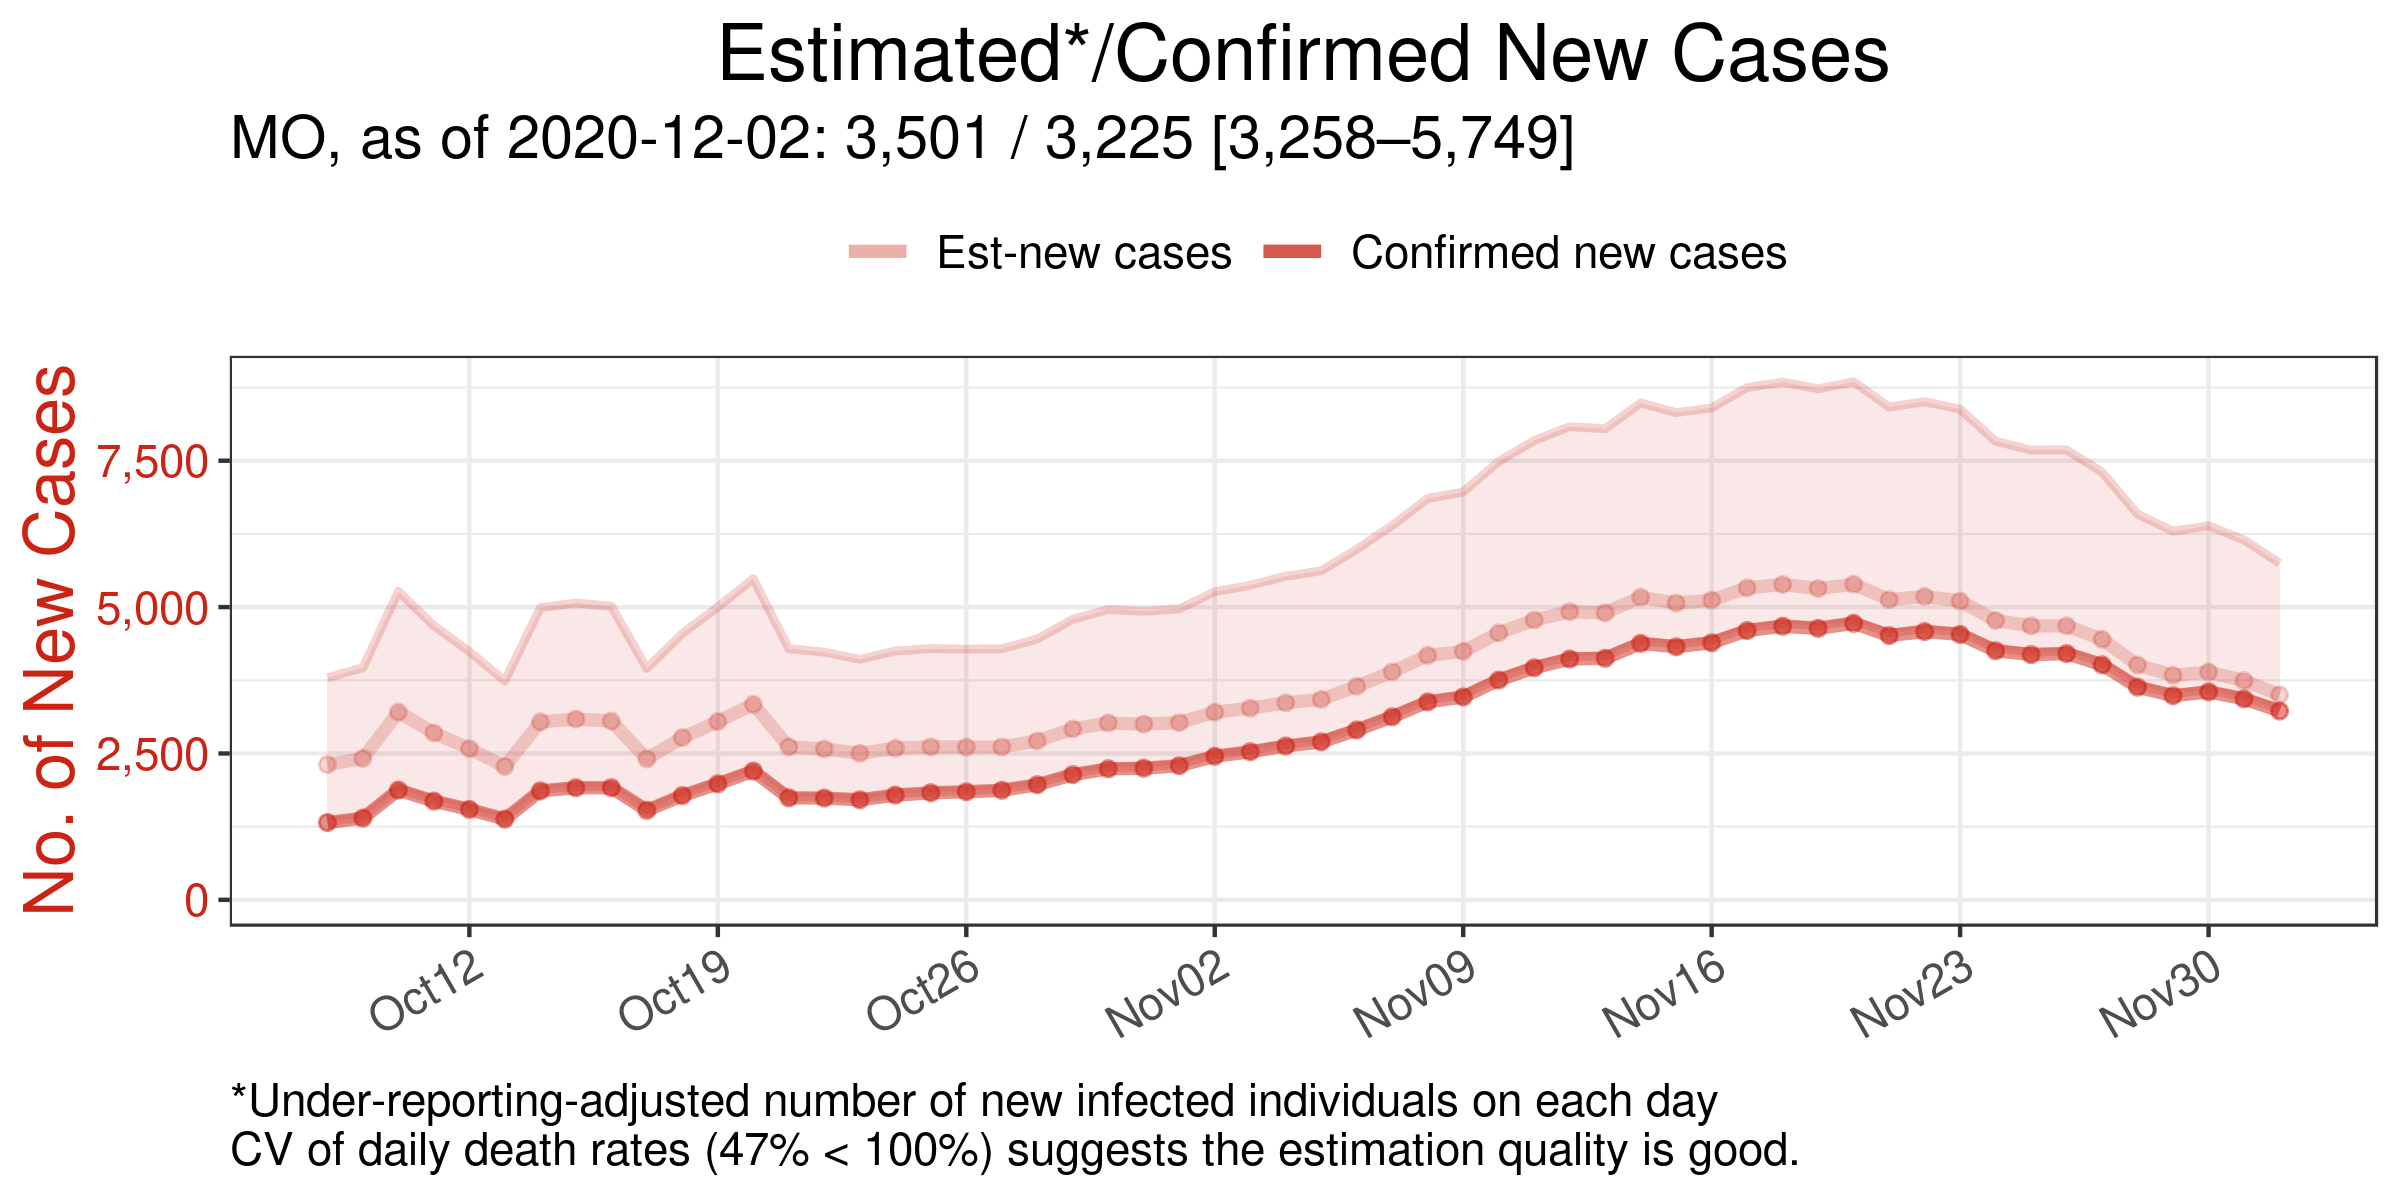 Estimated*/Confirmed New Cases
MO, as of 2020-12-02: 3,501 / 3,225 [3,258–5,749]
Est-new cases Confirmed new cases
No. of New Cases
7,500
5,000
2,500
0
Oct12 Oct19 Oct26 Nov02 Nov09 Nov16 Nov23 Nov30
*Under-reporting-adjusted number of new infected individuals on each day
CV of daily death rates (47% < 100%) suggests the estimation quality is good.